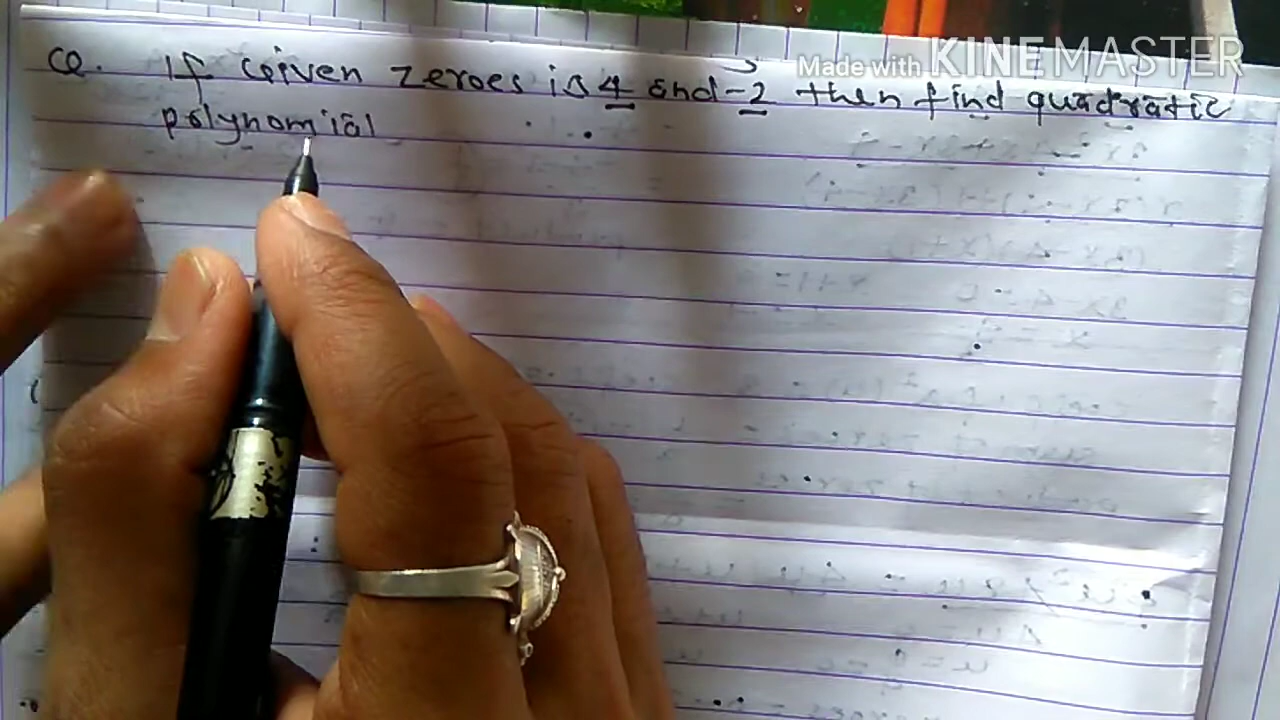 Made with KINEMASTER
Q. If Given zeroes is 4 and -2 then find quadratic
polynomial